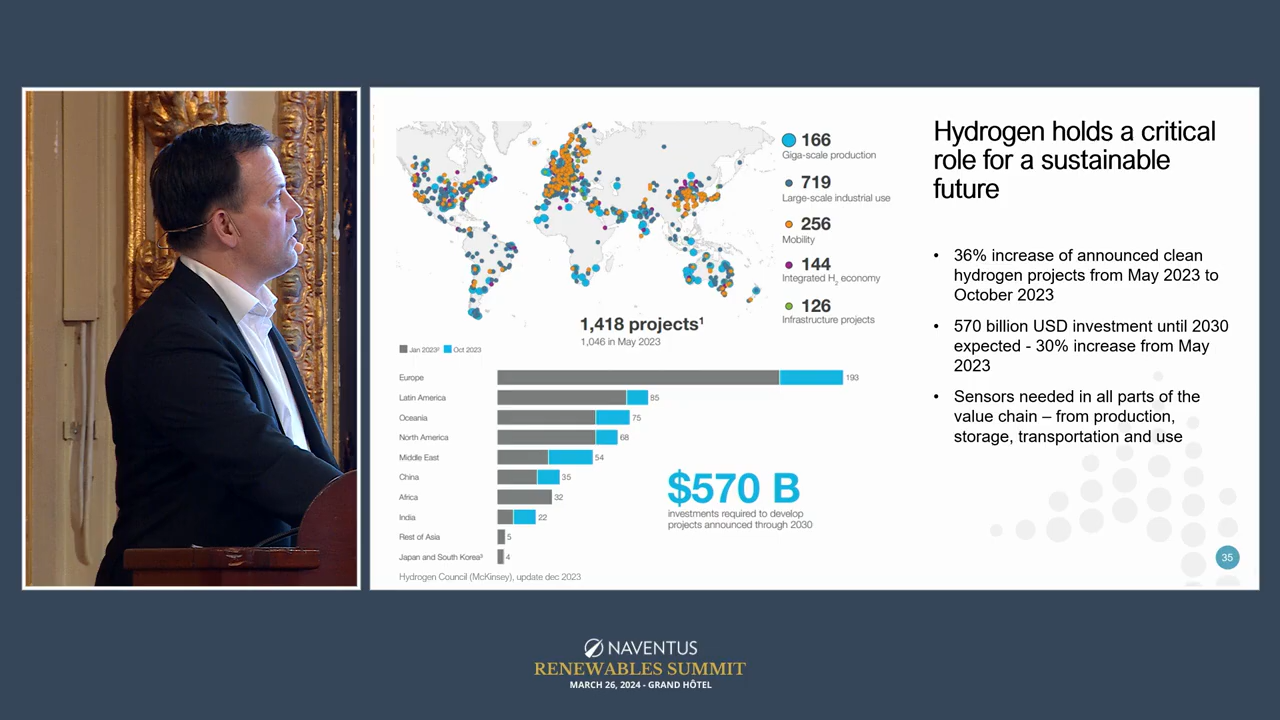 Hydrogen holds a critical
role for a sustainable
future
• 36% increase of announced clean
hydrogen projects from May 2023 to
October 2023
• 570 billion USD investment until 2030
expected - 30% increase from May
2023
• Sensors needed in all parts of the
value chain – from production,
storage, transportation and use
166
Giga-scale production
719
Large-scale industrial use
256
Mobility
144
Integrated H₂ economy
126
Infrastructure projects
1,418 projects¹
1,046 in May 2023
Jan 2023² Oct 2023
Europe 193
Latin America 85
Oceania 75
North America 68
Middle East 54
China 35
Africa 32
India 22
Rest of Asia 5
Japan and South Korea³ 4
$570 B
investments required to develop
projects announced through 2030
Hydrogen Council (McKinsey), update dec 2023
35
NAVENTUS
RENEWABLES SUMMIT
MARCH 26, 2024 - GRAND HÔTEL